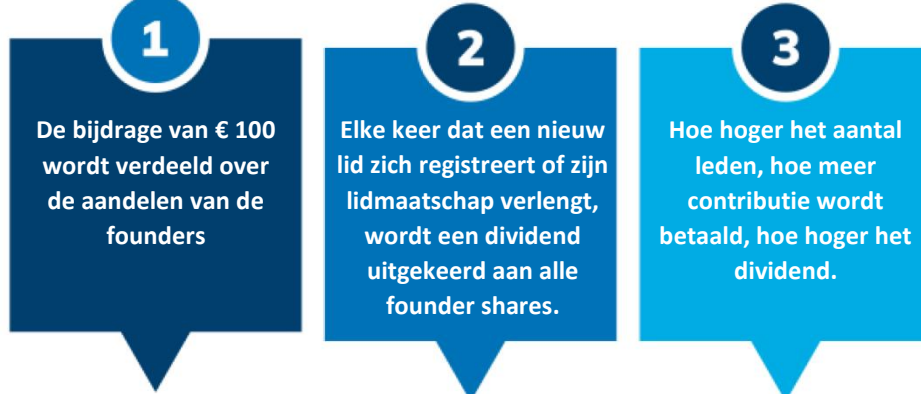 1
De bijdrage van € 100
wordt verdeeld over
de aandelen van de
founders
2
Elke keer dat een nieuw
lid zich registreert of zijn
lidmaatschap verlengt,
wordt een dividend
uitgekeerd aan alle
founder shares.
3
Hoe hoger het aantal
leden, hoe meer
contributie wordt
betaald, hoe hoger het
dividend.